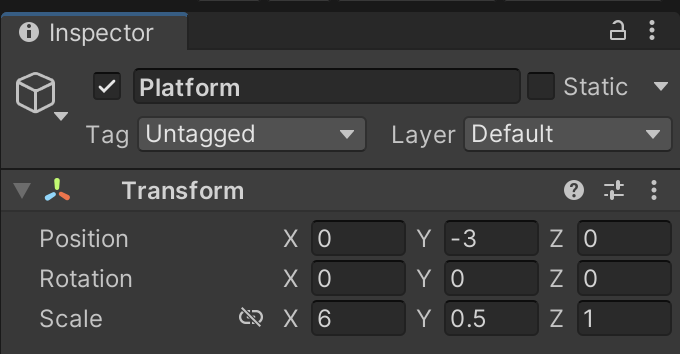 Inspector
Platform Static
Tag Untagged Layer Default
Transform
Position X 0 Y -3 Z 0
Rotation X 0 Y 0 Z 0
Scale X 6 Y 0.5 Z 1